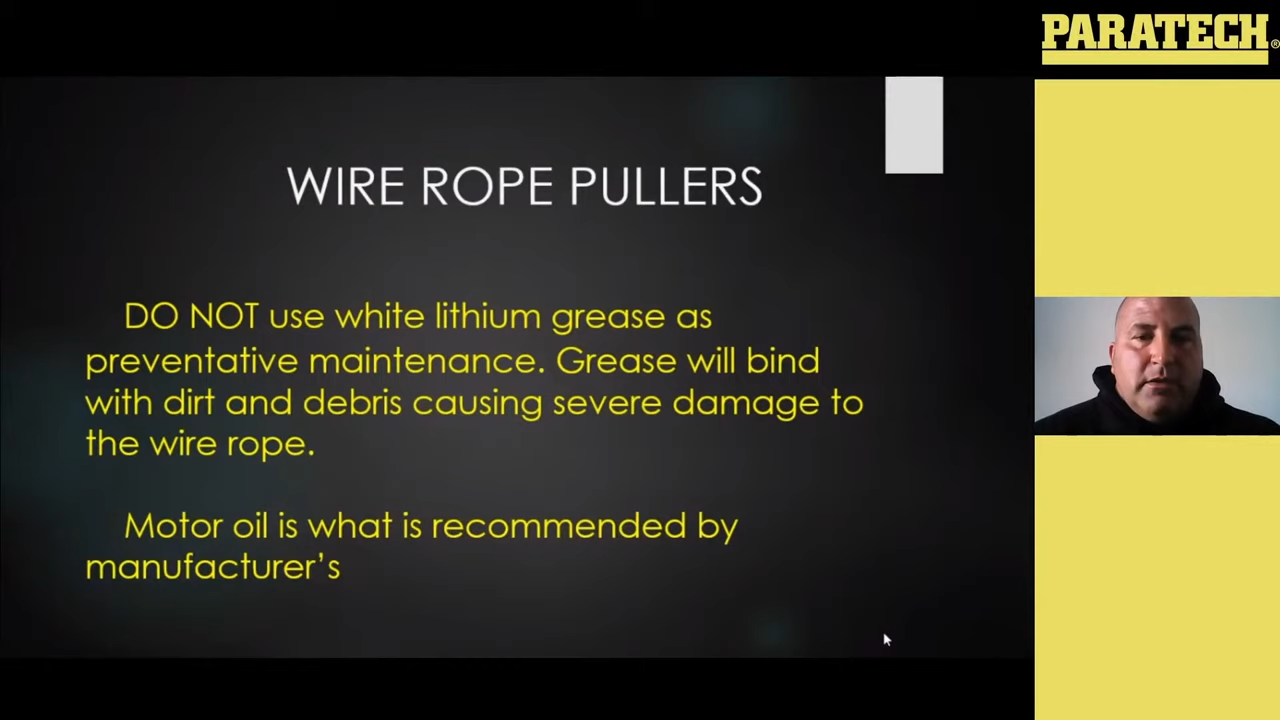 PARATECH®
WIRE ROPE PULLERS
DO NOT use white lithium grease as
preventative maintenance. Grease will bind
with dirt and debris causing severe damage to
the wire rope.
Motor oil is what is recommended by
manufacturer’s